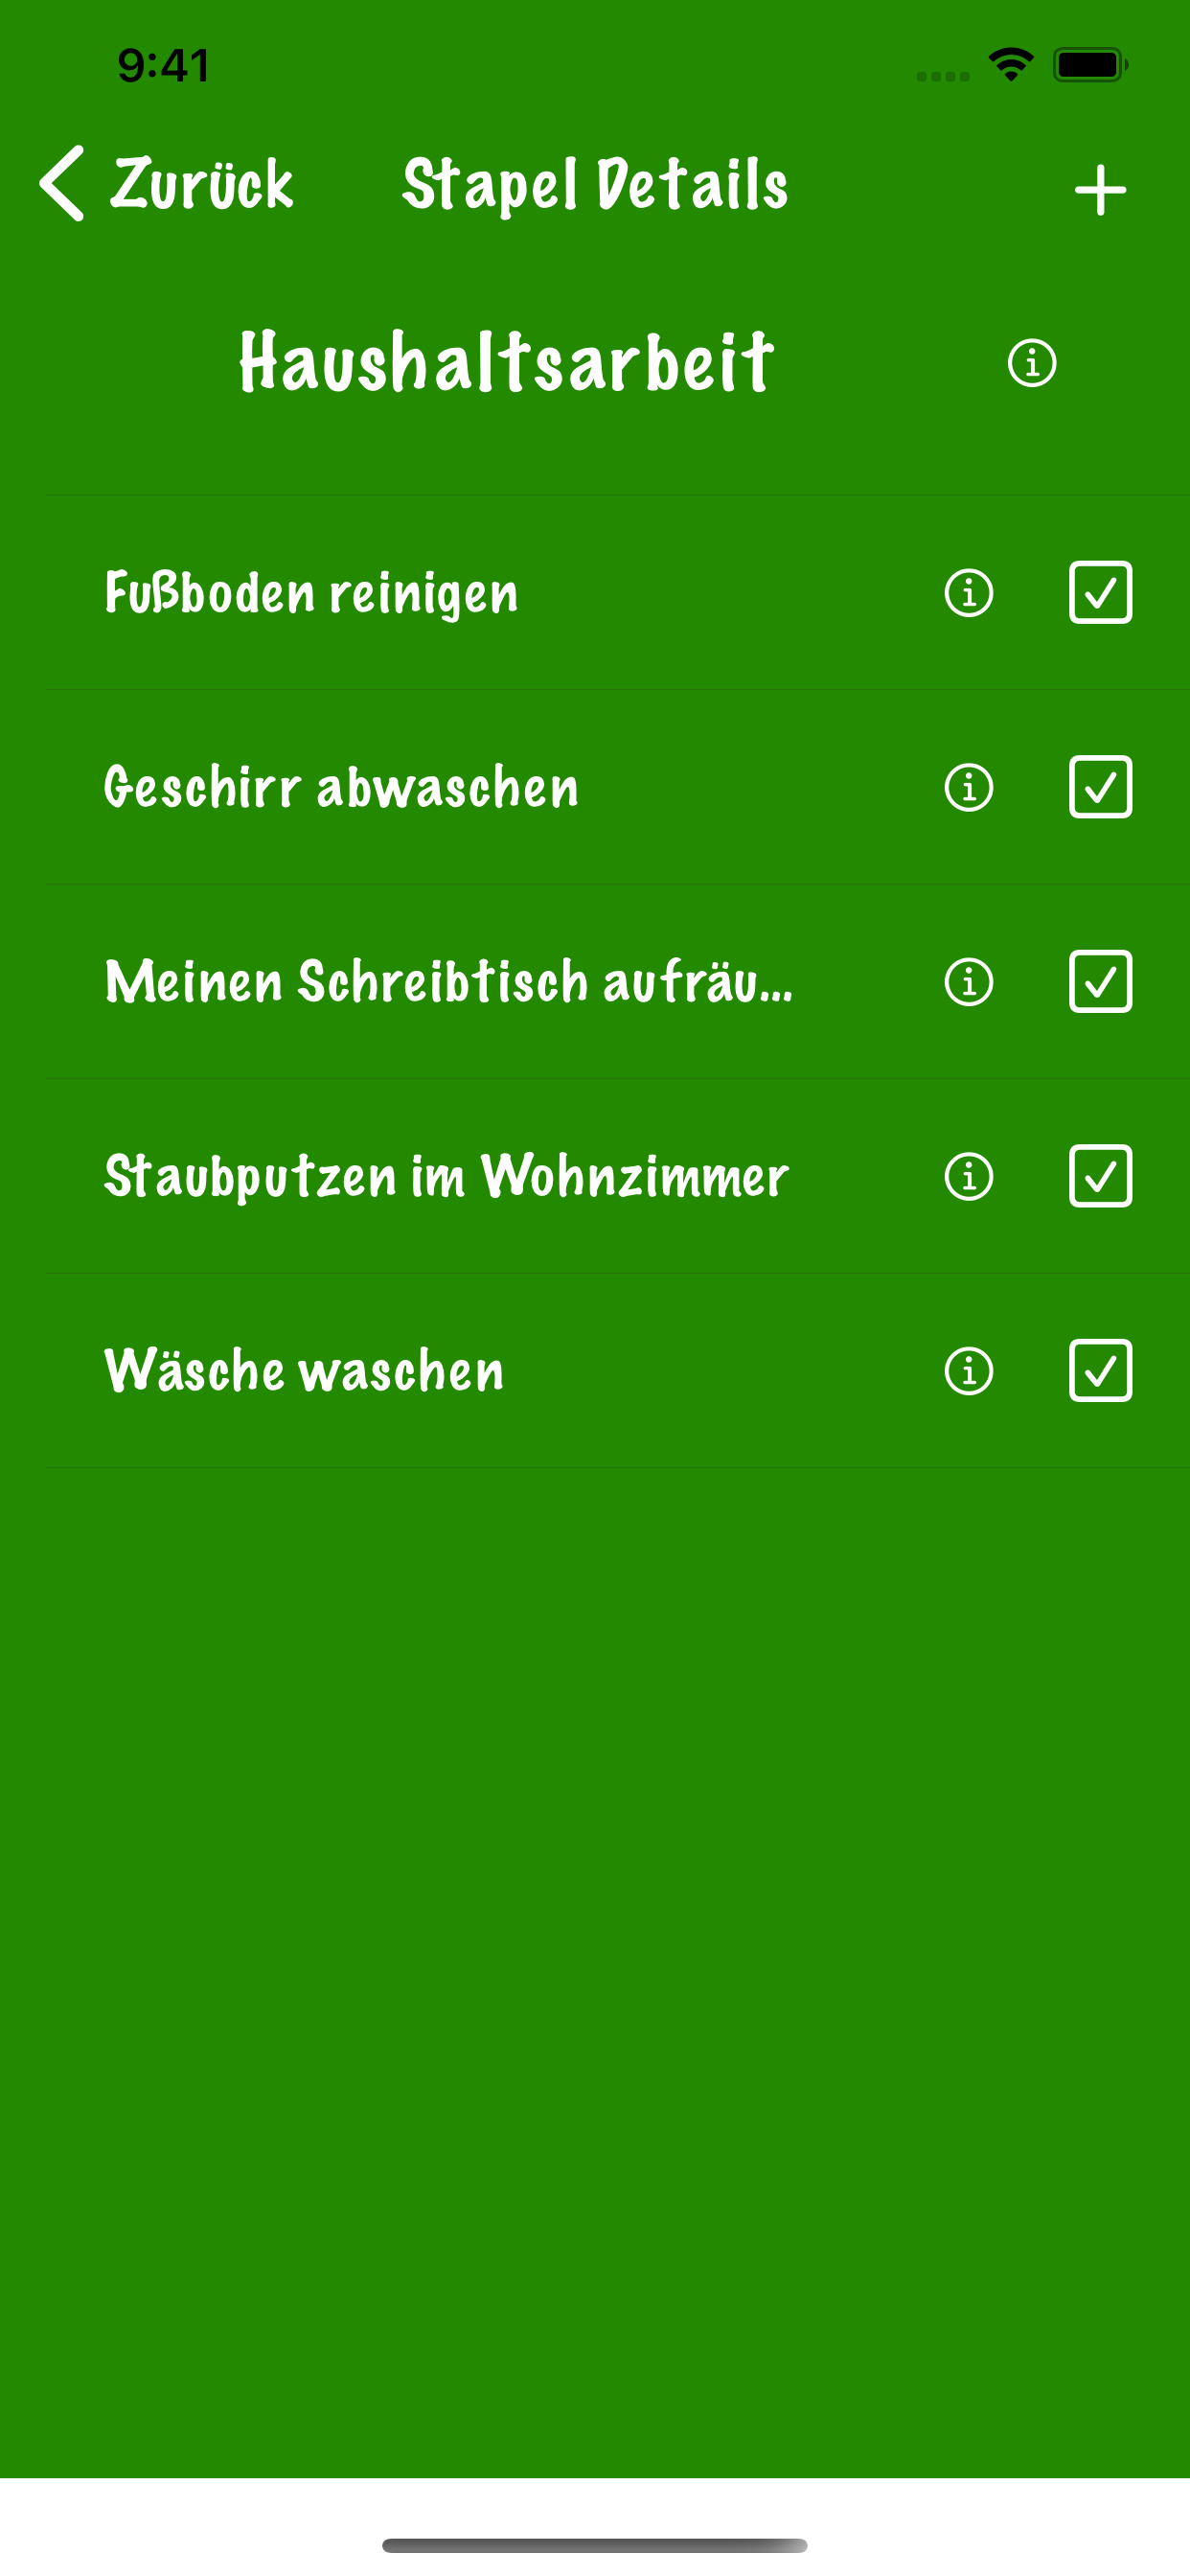 9:41
Zurück Stapel Details
Haushaltsarbeit
Fußboden reinigen
Geschirr abwaschen
Meinen Schreibtisch aufräu...
Staubputzen im Wohnzimmer
Wäsche waschen